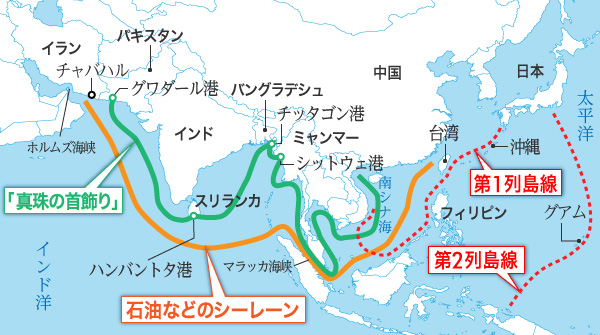 イラン
パキスタン
チャバハル
グワダール港
バングラデシュ
中国
日本
太平洋
インド
チッタゴン港
ミャンマー
台湾
沖縄
ホルムズ海峡
シットウェ港
「真珠の首飾り」
スリランカ
南シナ海
第1列島線
フィリピン
グアム
インド洋
ハンバントタ港
マラッカ海峡
第2列島線
石油などのシーレーン